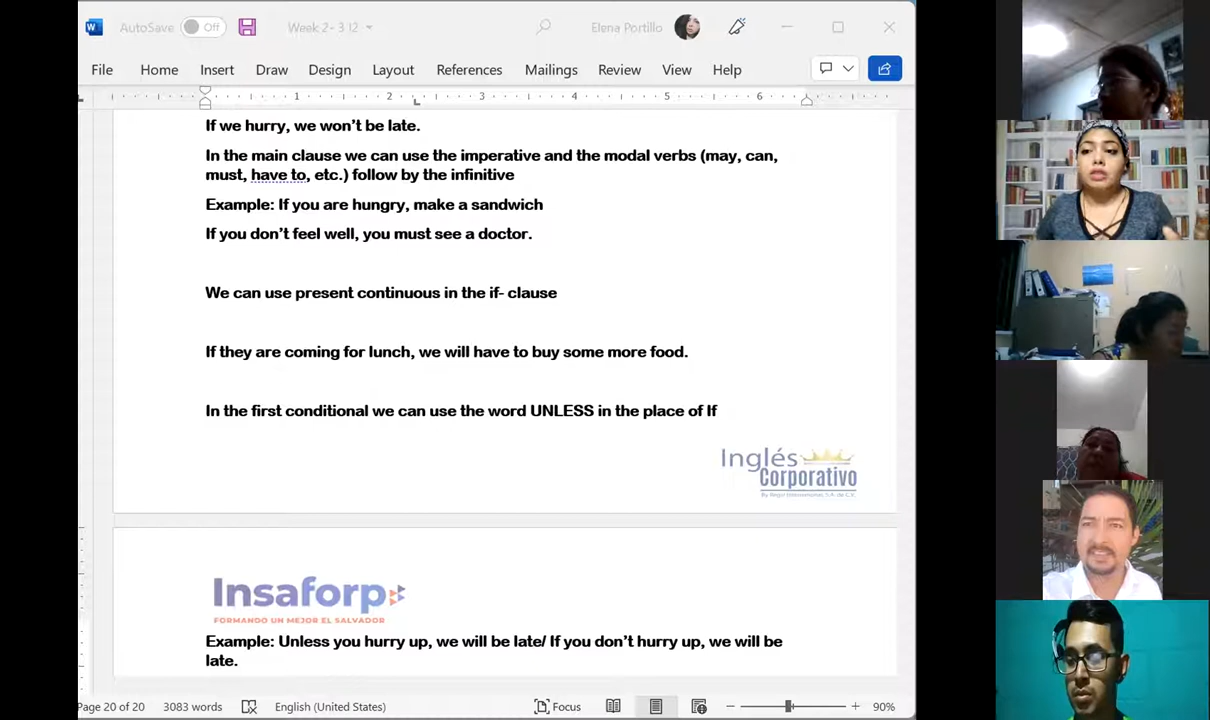 AutoSave Off Week 2- 3 12 Elena Portillo
File Home Insert Draw Design Layout References Mailings Review View Help
1 2 3 4 5 6
If we hurry, we won't be late.
In the main clause we can use the imperative and the modal verbs (may, can,
must, have to, etc.) follow by the infinitive
Example: If you are hungry, make a sandwich
If you don't feel well, you must see a doctor.
We can use present continuous in the if- clause
If they are coming for lunch, we will have to buy some more food.
In the first conditional we can use the word UNLESS in the place of If
Inglés
Corporativo
Insaforp
FORMANDO UN MEJOR EL SALVADOR
Example: Unless you hurry up, we will be late/ If you don't hurry up, we will be
late.
Page 20 of 20 3083 words English (United States) Focus 90%